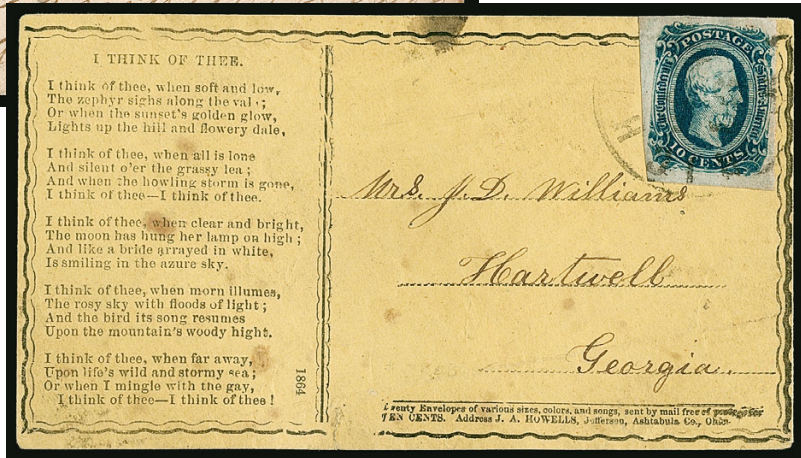 I THINK OF THEE.
I think of thee, when soft and low,
The zephyr sighs along the val ;
Or when the sunset's golden glow,
Lights up the hill and flowery dale,
I think of thee, when all is lone
And silent o'er the grassy lea ;
And when the howling storm is gone,
I think of thee—I think of thee.
I think of thee, when clear and bright,
The moon has hung her lamp on high ;
And like a bride arrayed in white,
Is smiling in the azure sky.
I think of thee, when morn illumes,
The rosy sky with floods of light ;
And the bird its song resumes
Upon the mountain's woody hight.
I think of thee, when far away,
Upon life's wild and stormy sea ;
Or when I mingle with the gay,
I think of thee—I think of thee !
1864
POSTAGE
The Confederate States of America
10 CENTS
Mrs. J. D. Williams
Hartwell
Georgia.
Twenty Envelopes of various sizes, colors, and songs, sent by mail free of postage for
TEN CENTS. Address J. A. HOWELLS, Jefferson, Ashtabula Co., Ohio.